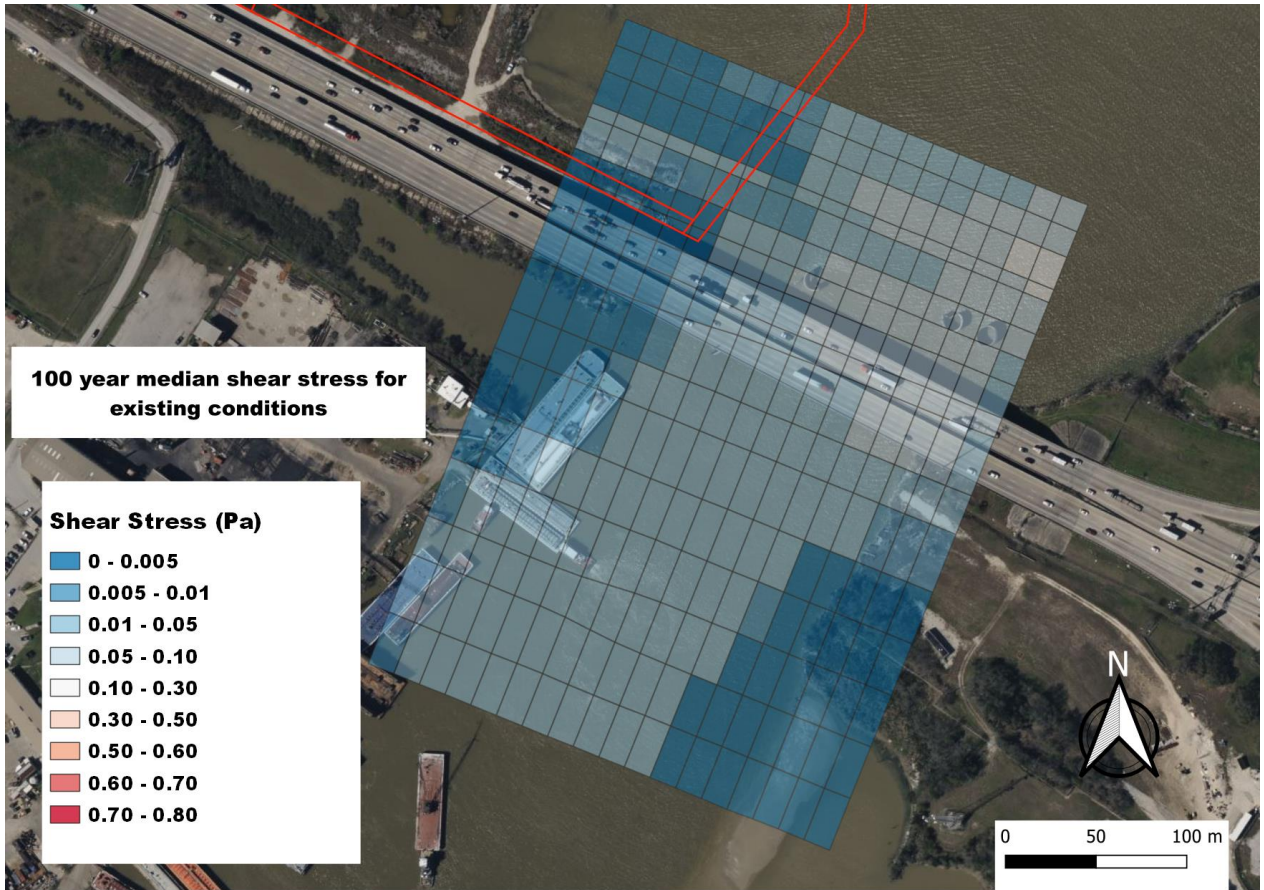 100 year median shear stress for
existing conditions
Shear Stress (Pa)
0 - 0.005
0.005 - 0.01
0.01 - 0.05
0.05 - 0.10
0.10 - 0.30
0.30 - 0.50
0.50 - 0.60
0.60 - 0.70
0.70 - 0.80
N
0 50 100 m